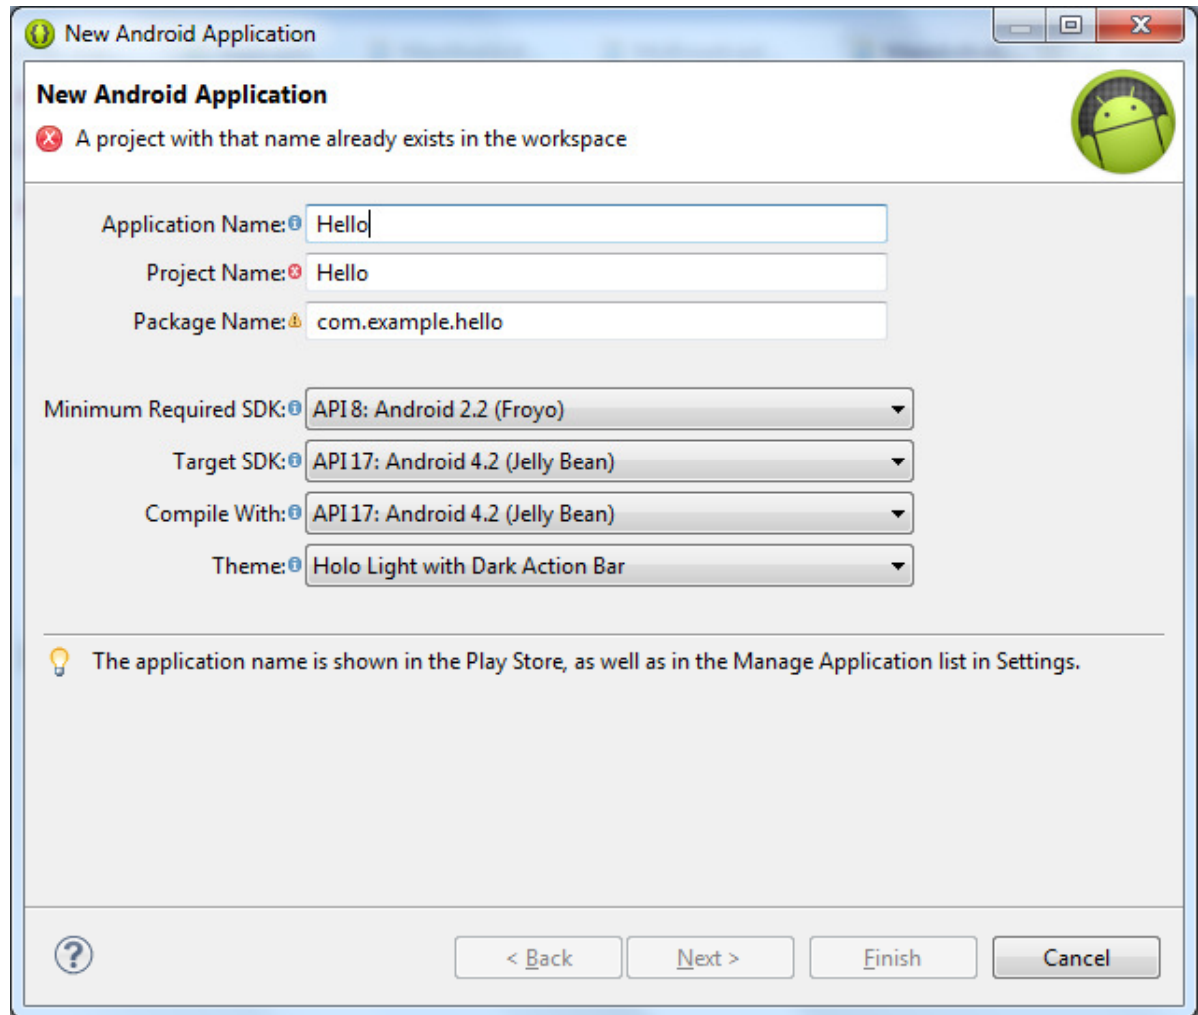 New Android Application
New Android Application
A project with that name already exists in the workspace
Application Name: Hello
Project Name: Hello
Package Name: com.example.hello
Minimum Required SDK: API 8: Android 2.2 (Froyo)
Target SDK: API 17: Android 4.2 (Jelly Bean)
Compile With: API 17: Android 4.2 (Jelly Bean)
Theme: Holo Light with Dark Action Bar
The application name is shown in the Play Store, as well as in the Manage Application list in Settings.
< Back Next > Finish Cancel